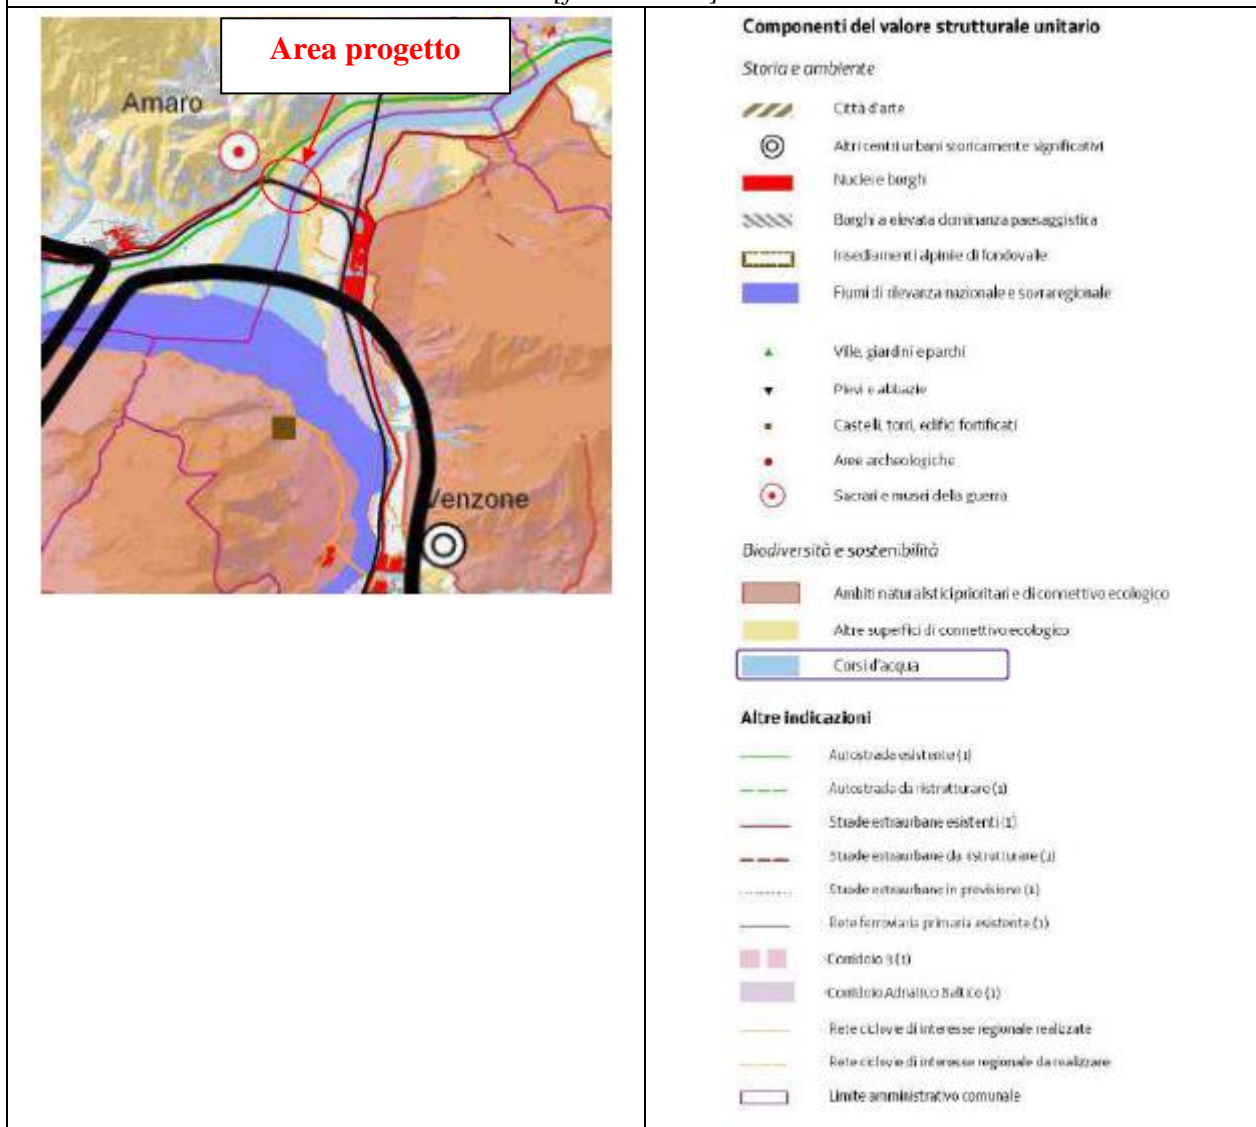 Area progetto
Amaro
Venzone
Componenti del valore strutturale unitario
Storia e ambiente
Città d'arte
Altri centri urbani storicamente significativi
Nuclei e borghi
Borghi a elevata dominanza paesaggistica
Insediamenti alpini e di fondovalle
Fiumi di rilevanza nazionale e sovraregionale
Ville, giardini e parchi
Pievi e abbazie
Castelli, torri, edifici fortificati
Aree archeologiche
Sacrari e musei della guerra
Biodiversità e sostenibilità
Ambiti naturalistici prioritari e di connettivo ecologico
Altre superfici di connettivo ecologico
Corsi d'acqua
Altre indicazioni
Autostrada esistente (1)
Autostrada da ristrutturare (1)
Strade extraurbane esistenti (1)
Strade extraurbane da ristrutturare (1)
Strade extraurbane in previsione (1)
Rete ferroviaria primaria esistente (1)
Corridoio 5 (1)
Corridoio Adriatico Baltico (1)
Rete ciclovie di interesse regionale realizzate
Rete ciclovie di interesse regionale da realizzare
Limite amministrativo comunale